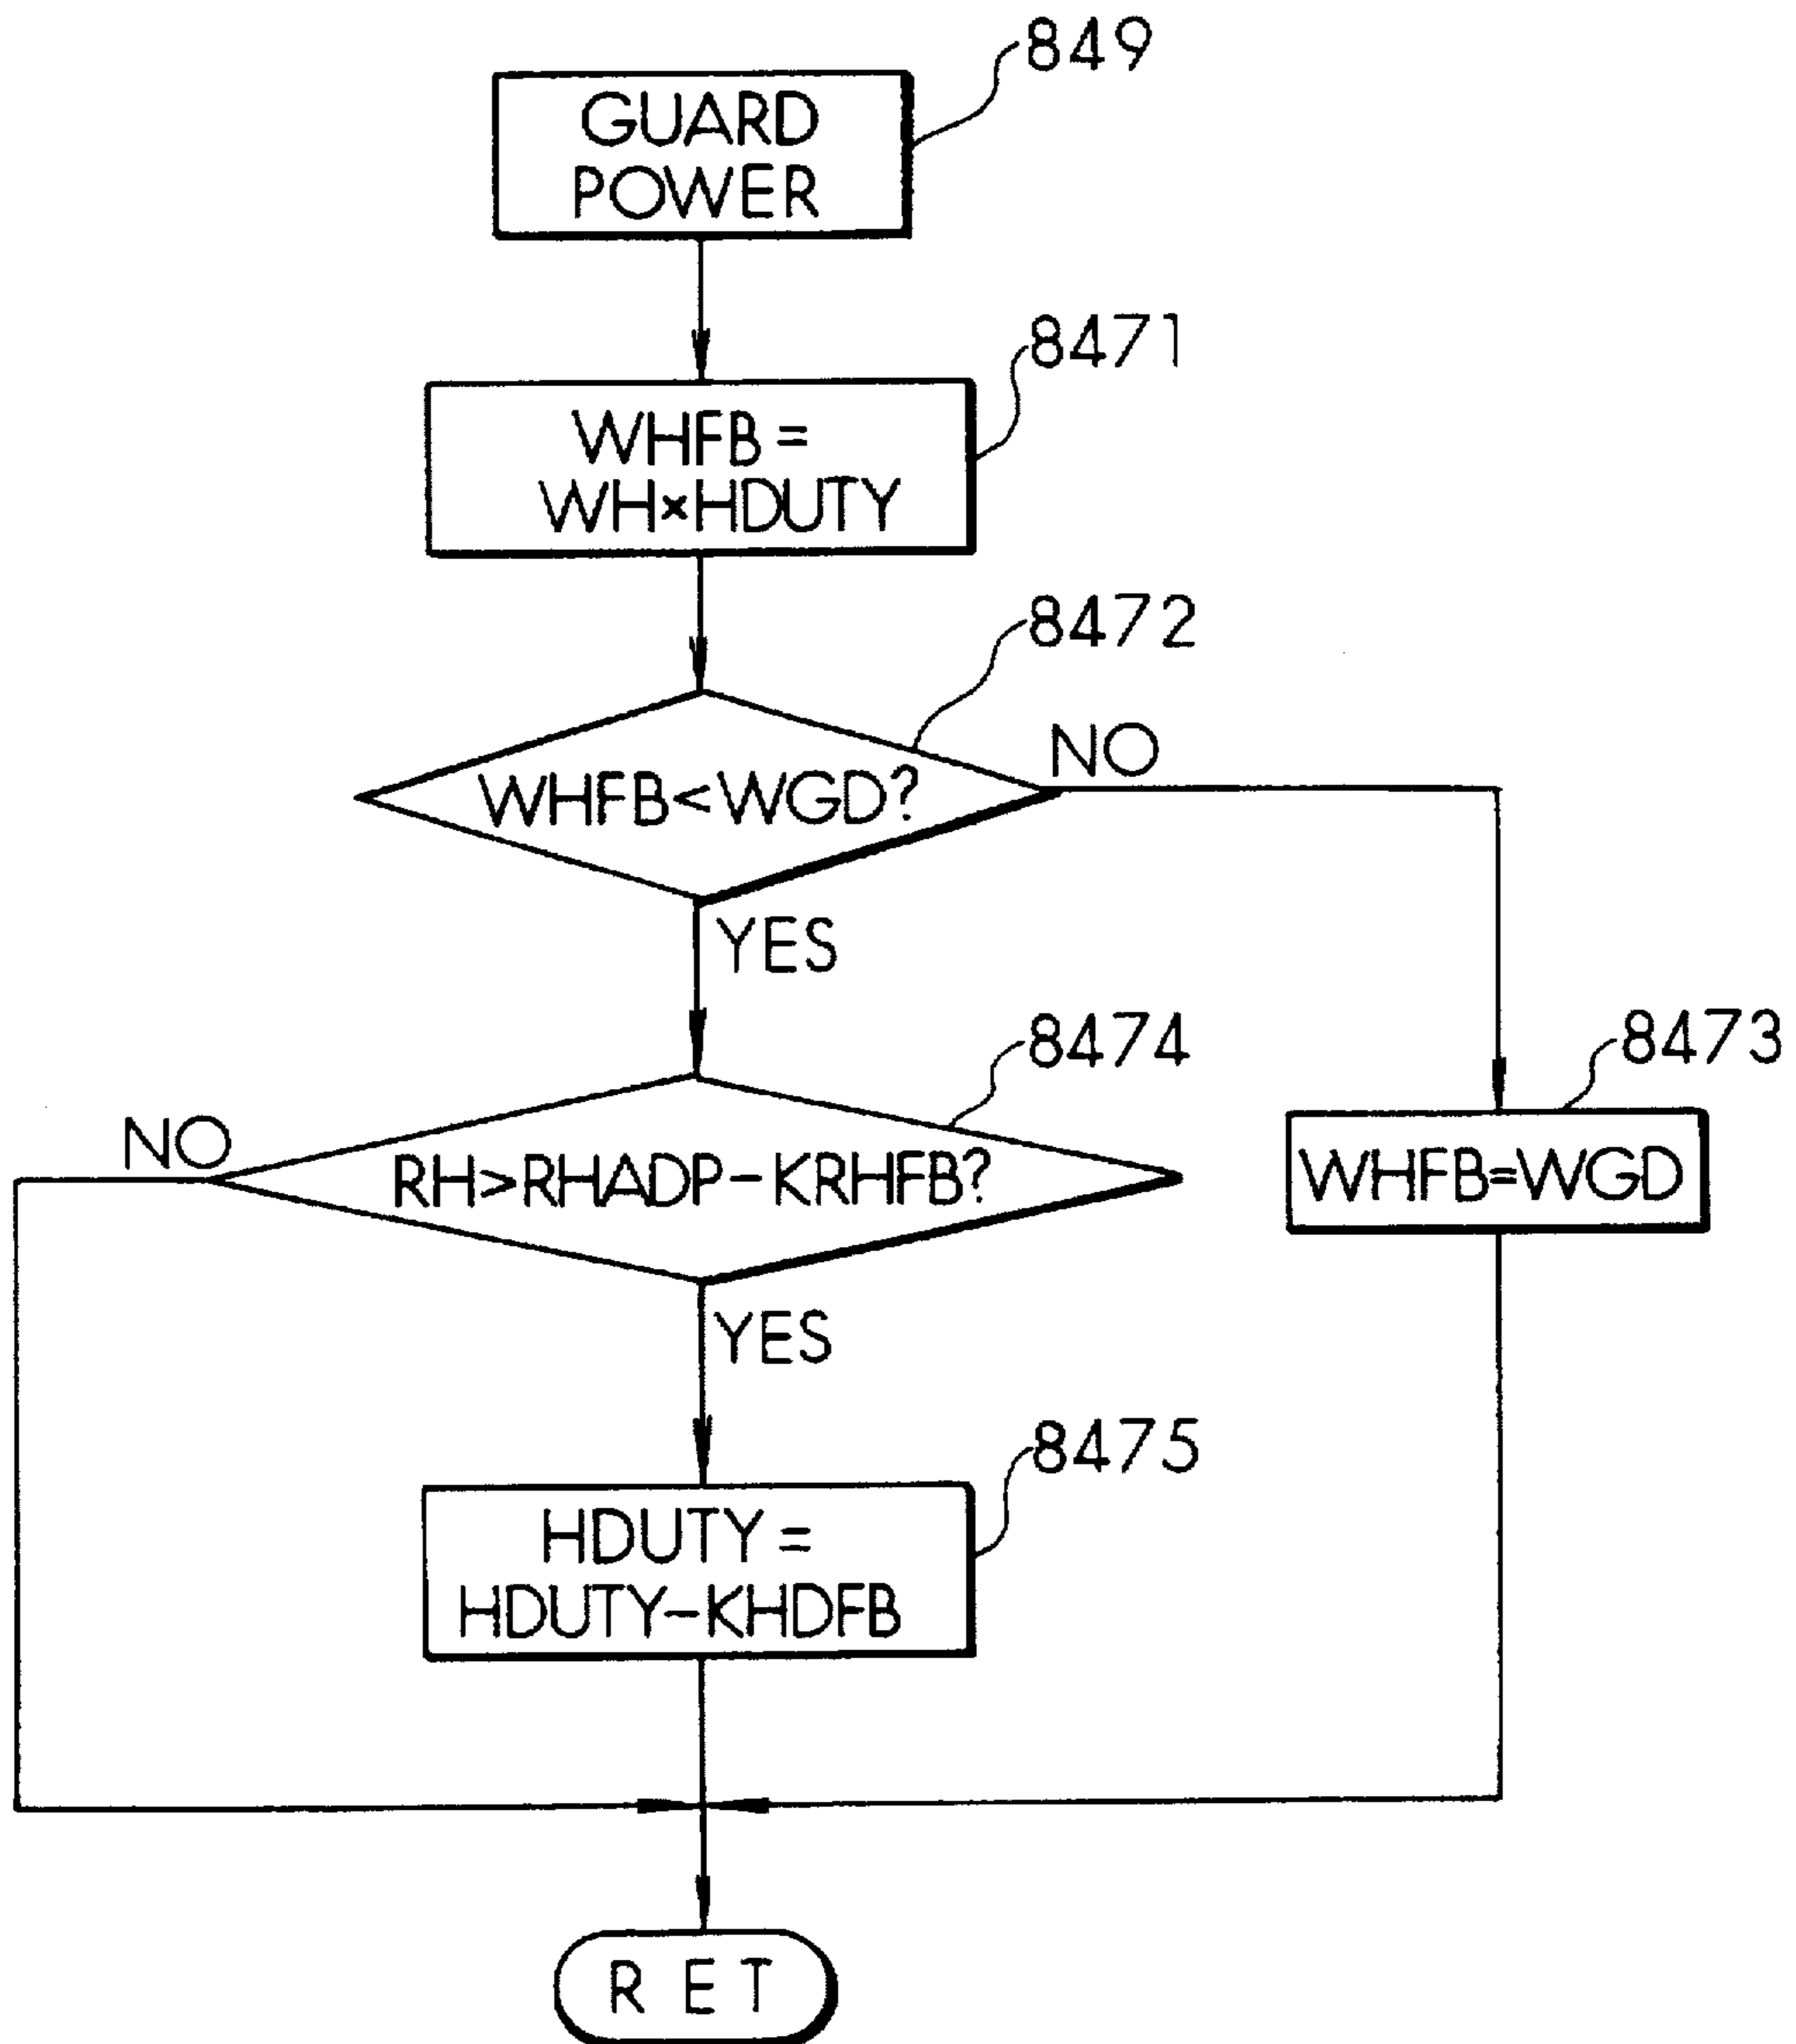 849
GUARD
POWER
8471
WHFB =
WH×HDUTY
8472
NO
WHFB<WGD?
YES
8474
8473
NO
RH>RHADP-KRHFB?
WHFB=WGD
YES
8475
HDUTY =
HDUTY-KHDFB
R E T